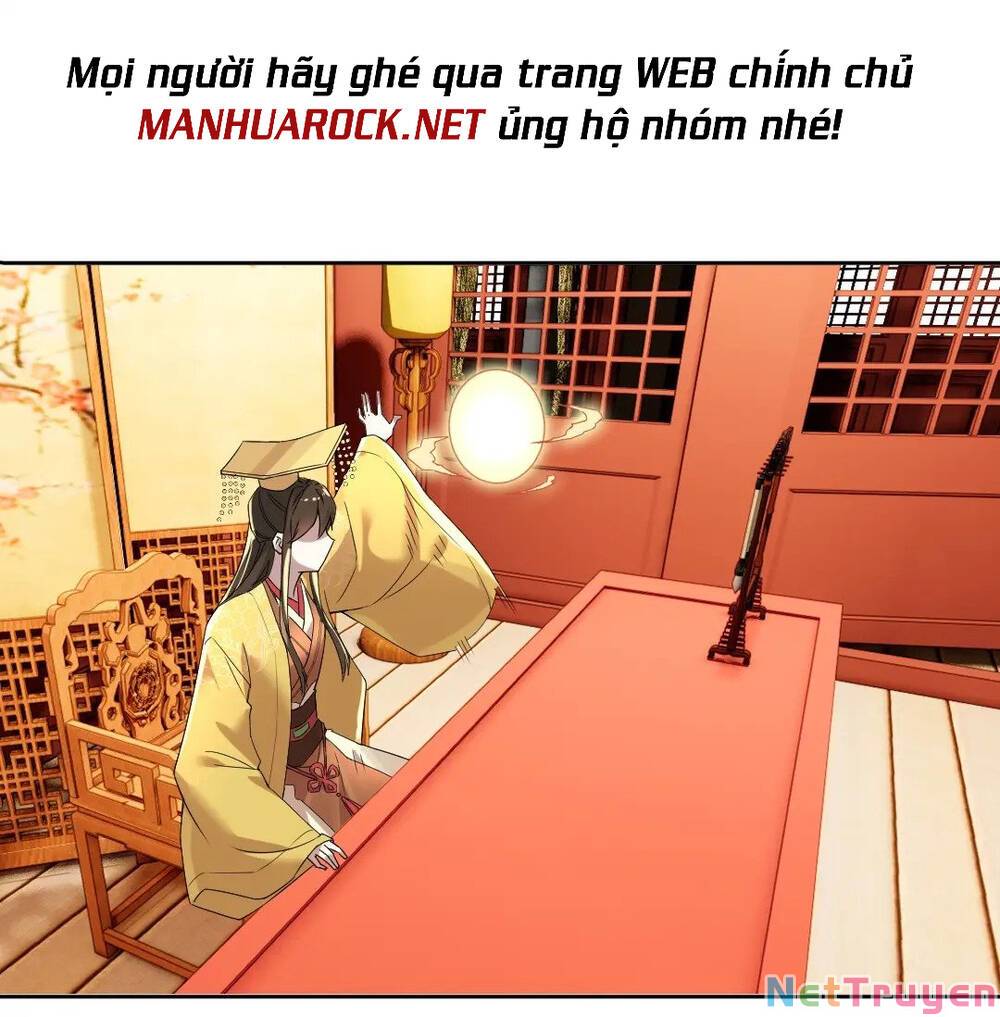 Mọi người hãy ghé qua trang WEB chính chủ
MANHUAROCK.NET ủng hộ nhóm nhé!
NetTruyen